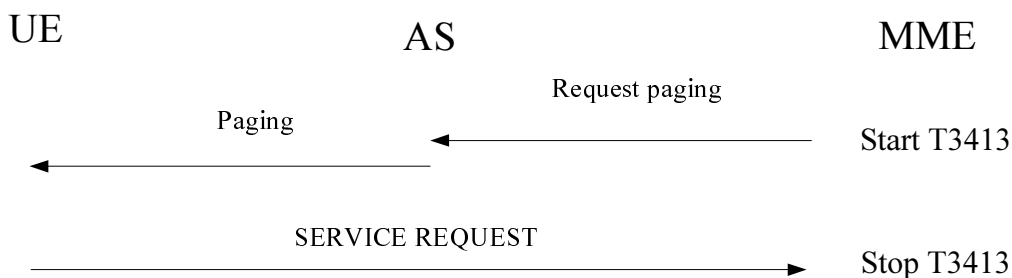 UE
AS
MME
Request paging
Paging
Start T3413
SERVICE REQUEST
Stop T3413